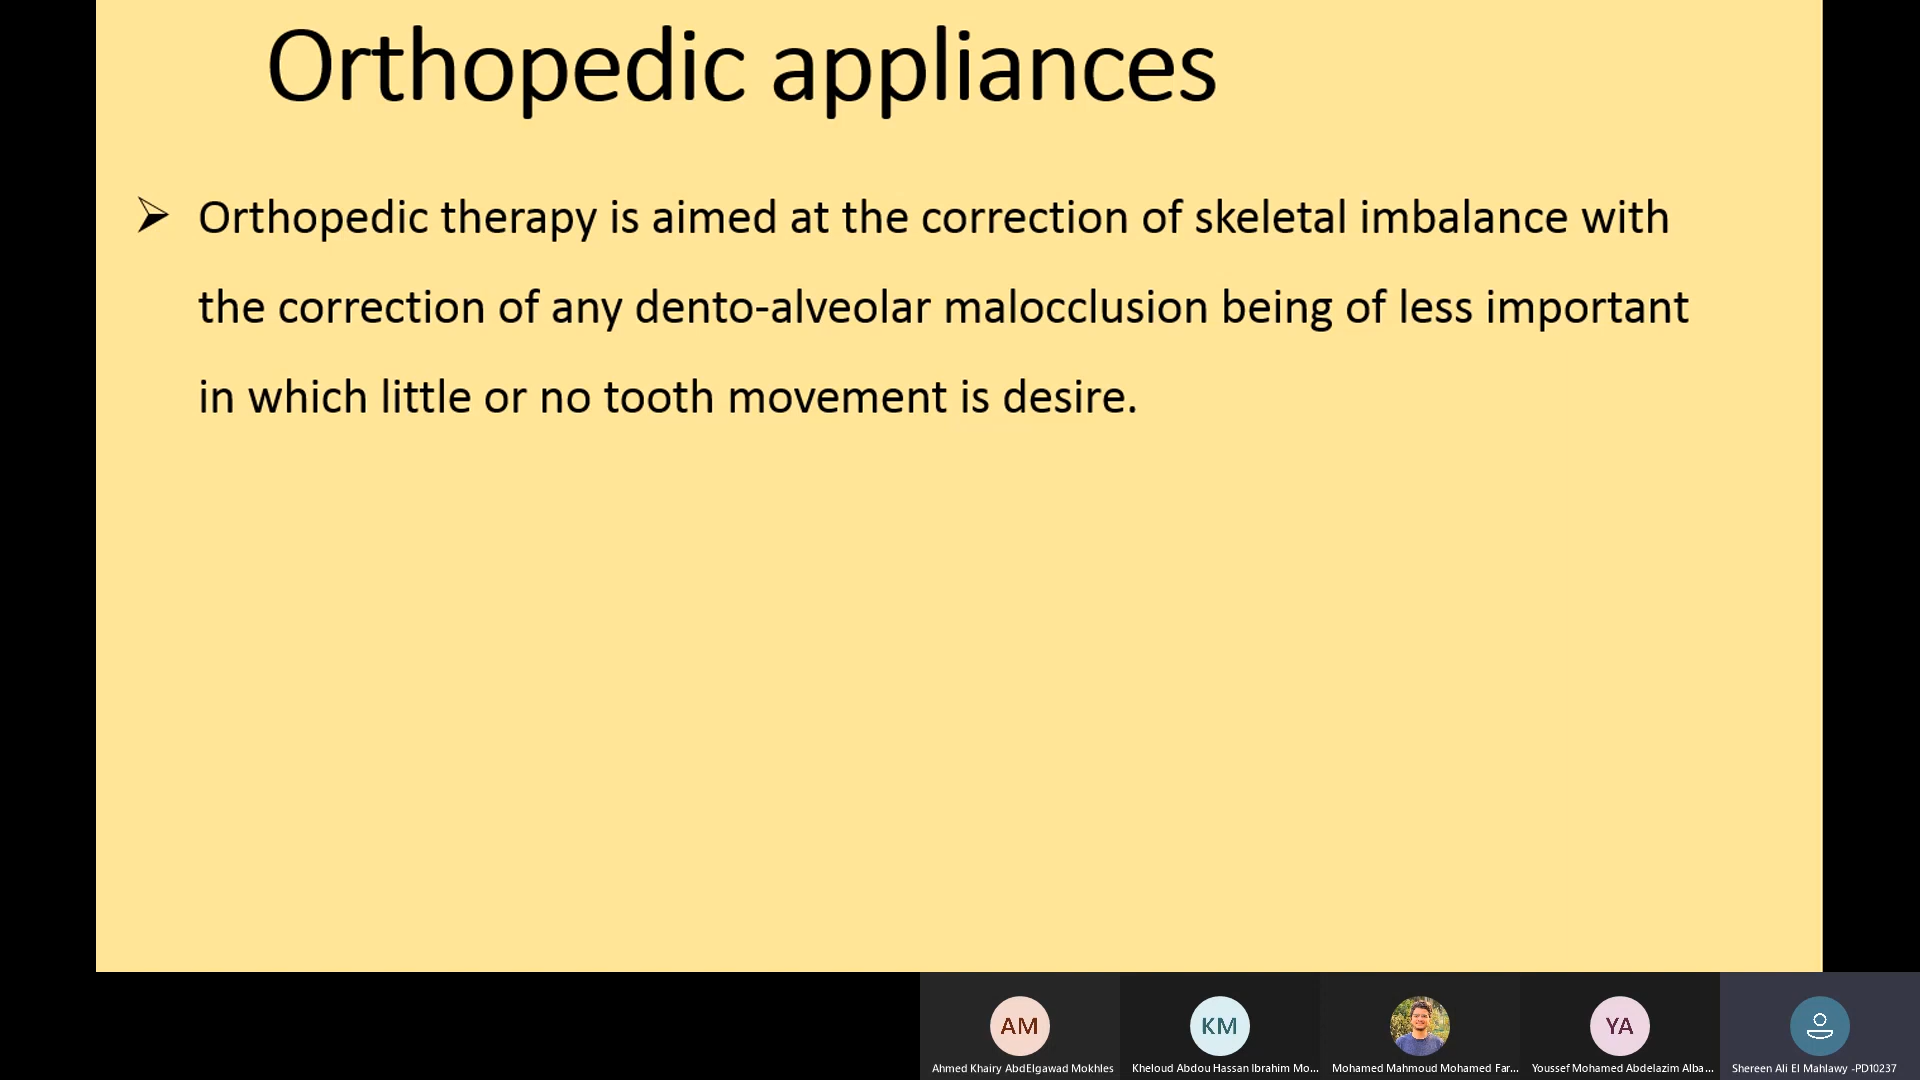 Orthopedic appliances
➢ Orthopedic therapy is aimed at the correction of skeletal imbalance with
the correction of any dento-alveolar malocclusion being of less important
in which little or no tooth movement is desire.
AM
KM
YA
Ahmed Khairy AbdElgawad Mokhles
Kheloud Abdou Hassan Ibrahim Mo...
Mohamed Mahmoud Mohamed Far...
Youssef Mohamed Abdelazim Alba...
Shereen Ali El Mahlawy -PD10237